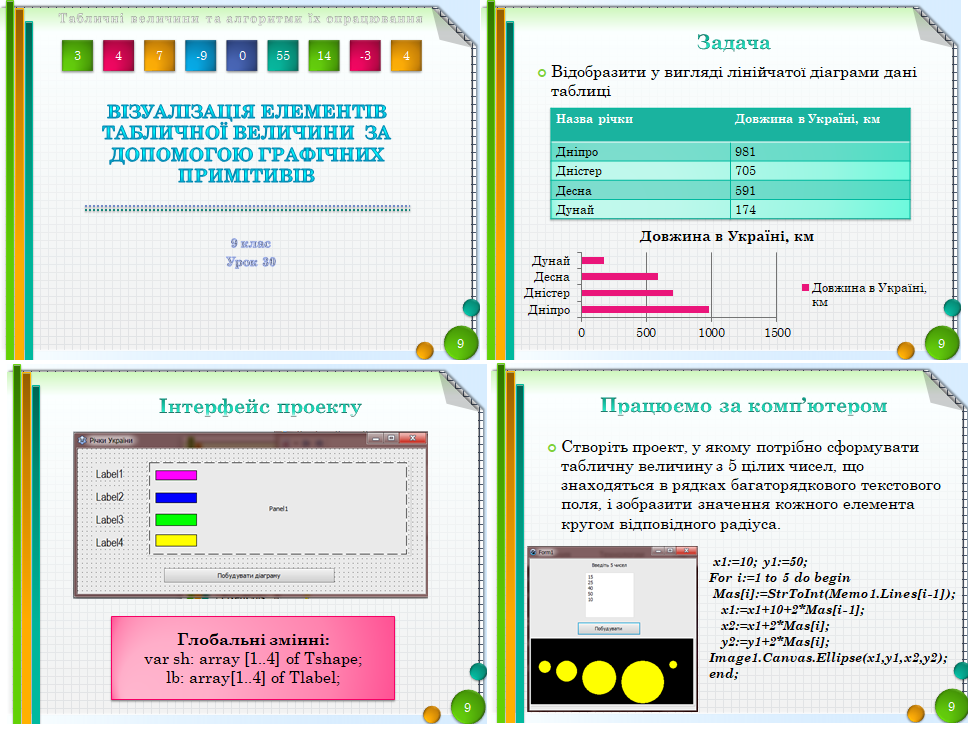 Табличні величини та алгоритми їх опрацювання
3 4 7 -9 0 55 14 -3 4
ВІЗУАЛІЗАЦІЯ ЕЛЕМЕНТІВ
ТАБЛИЧНОЇ ВЕЛИЧИНИ ЗА
ДОПОМОГОЮ ГРАФІЧНИХ
ПРИМІТИВІВ
9 клас
Урок 30
9
Задача
Відобразити у вигляді лінійчатої діаграми дані
таблиці
Назва річки Довжина в Україні, км
Дніпро 981
Дністер 705
Десна 591
Дунай 174
Довжина в Україні, км
Дунай
Десна
Дністер
Дніпро
0 500 1000 1500
Довжина в Україні,
км
9
Інтерфейс проекту
Річки України
Label1
Label2
Label3
Label4
Panel1
Побудувати діаграму
Глобальні змінні:
var sh: array [1..4] of Tshape;
lb: array[1..4] of Tlabel;
9
Працюємо за комп’ютером
Створіть проект, у якому потрібно сформувати
табличну величину з 5 цілих чисел, що
знаходяться в рядках багаторядкового текстового
поля, і зобразити значення кожного елемента
кругом відповідного радіуса.
Form1
Введіть 5 чисел
15
25
40
50
10
Побудувати
x1:=10; y1:=50;
For i:=1 to 5 do begin
Mas[i]:=StrToInt(Memo1.Lines[i-1]);
x1:=x1+10+2*Mas[i-1];
x2:=x1+2*Mas[i];
y2:=y1+2*Mas[i];
Image1.Canvas.Ellipse(x1,y1,x2,y2);
end;
9